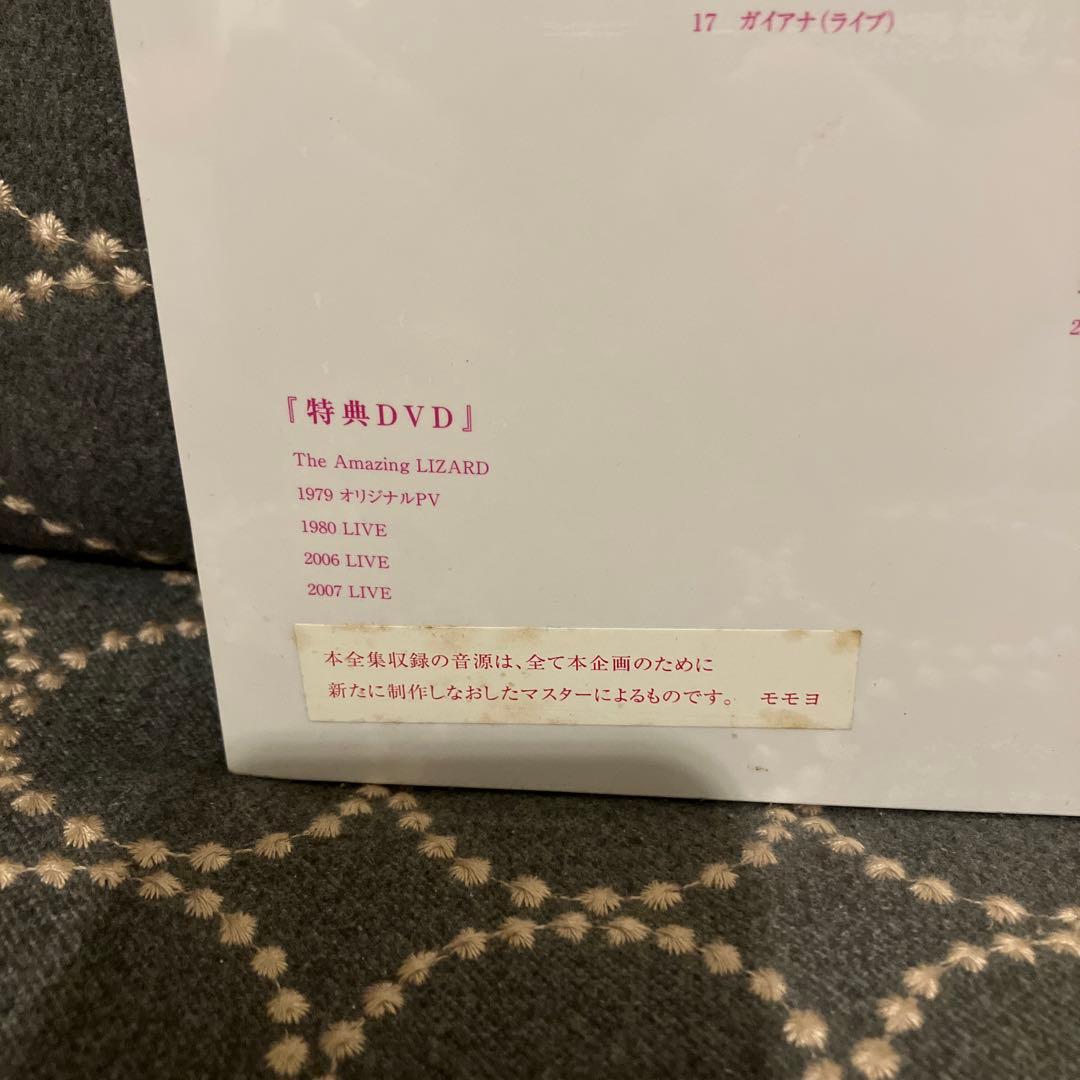 17 ガイアナ(ライブ)
『特典DVD』
The Amazing LIZARD
1979 オリジナルPV
1980 LIVE
2006 LIVE
2007 LIVE
本全集収録の音源は、全て本企画のために
新たに制作しなおしたマスターによるものです。 モモヨ